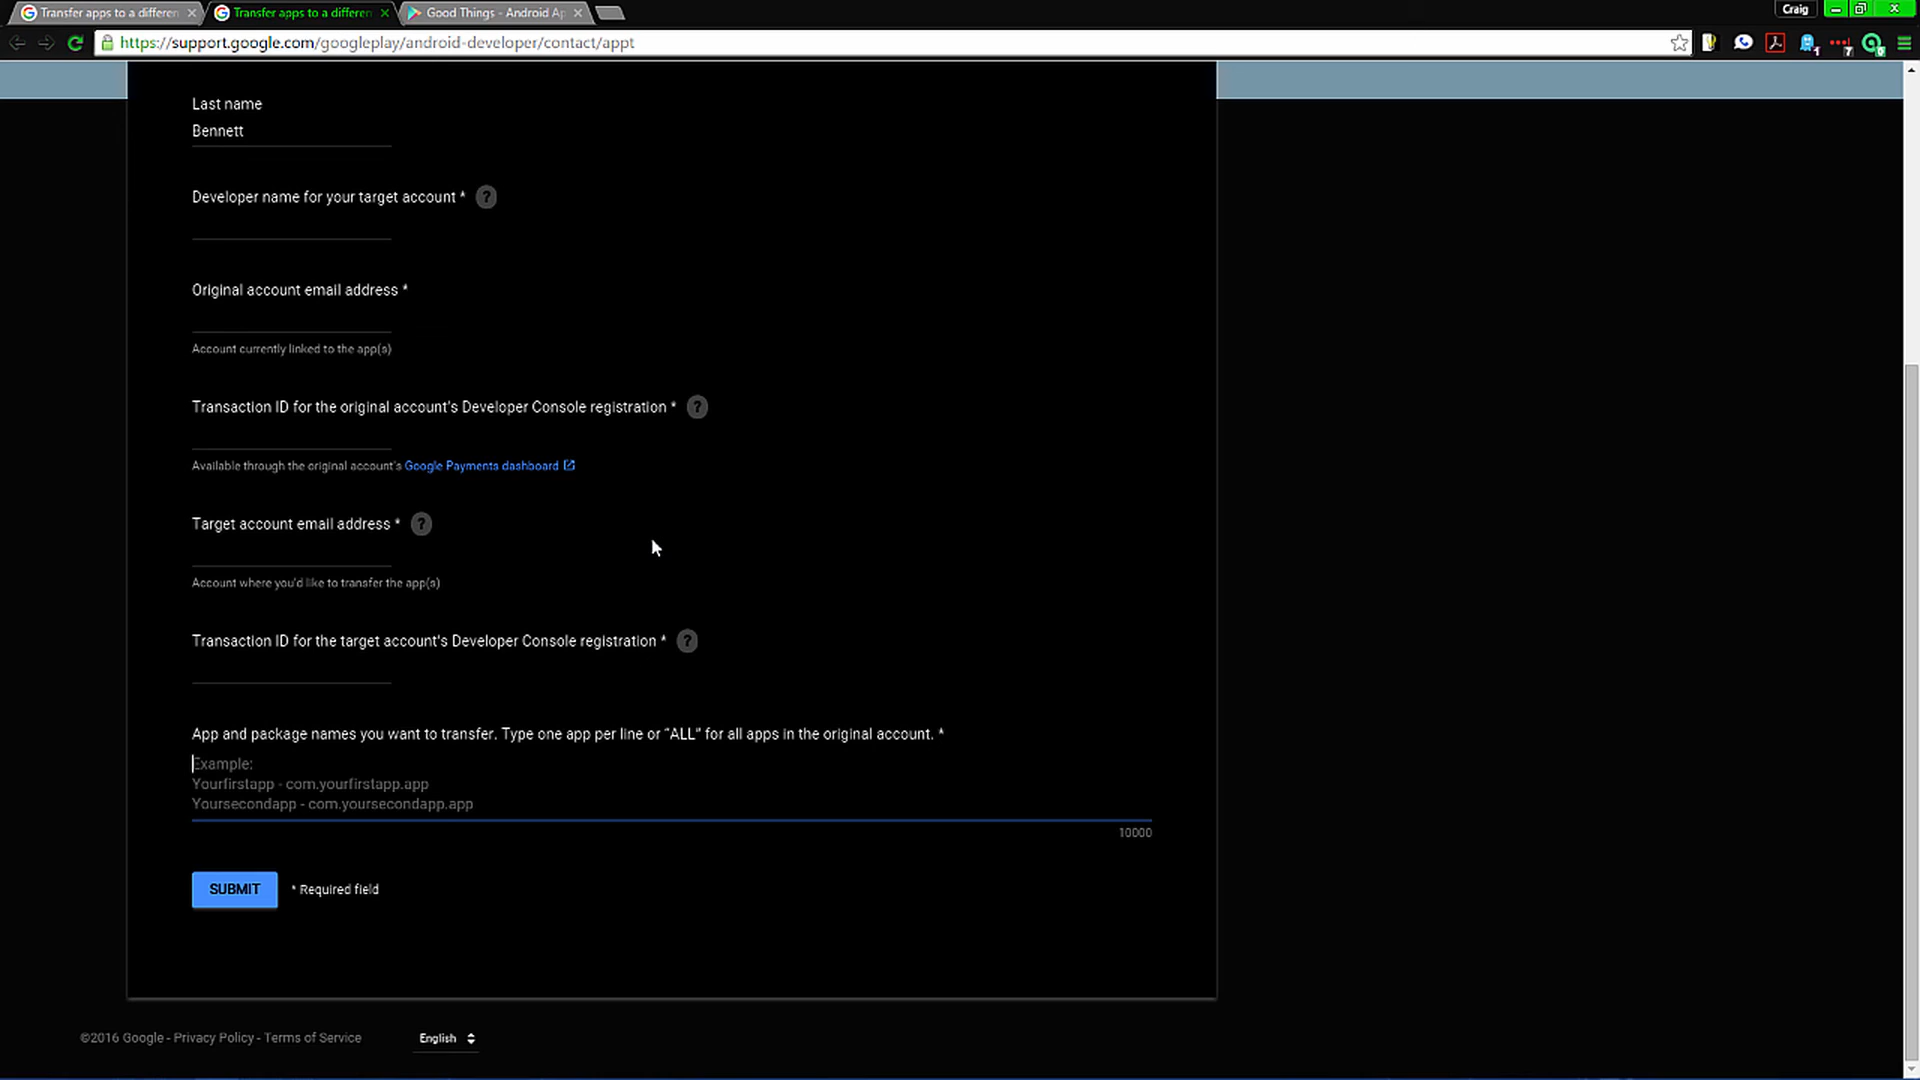 Transfer apps to a differen
Transfer apps to a differen
Good Things - Android Ap
Craig
https://support.google.com/googleplay/android-developer/contact/appt
1
7
Last name
Bennett
Developer name for your target account * ?
Original account email address *
Account currently linked to the app(s)
Transaction ID for the original account's Developer Console registration * ?
Available through the original account's Google Payments dashboard
Target account email address * ?
Account where you'd like to transfer the app(s)
Transaction ID for the target account's Developer Console registration * ?
App and package names you want to transfer. Type one app per line or “ALL” for all apps in the original account. *
Example:
Yourfirstapp - com.yourfirstapp.app
Yoursecondapp - com.yoursecondapp.app
10000
SUBMIT * Required field
©2016 Google - Privacy Policy - Terms of Service English